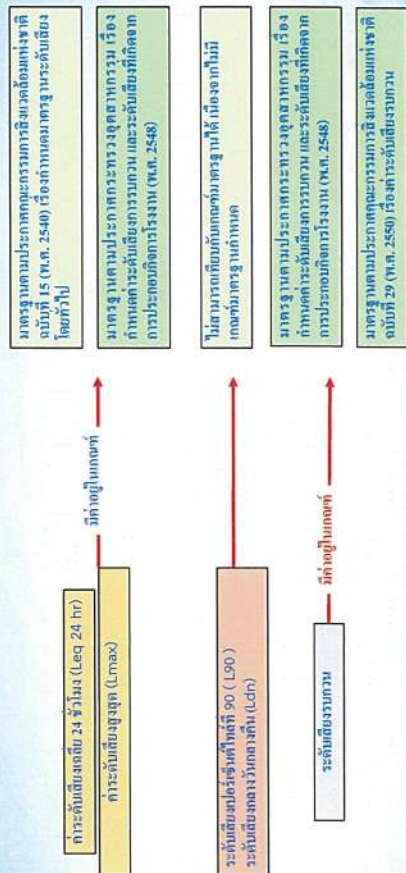 ค่าระดับเสียงเฉลี่ย 24 ชั่วโมง (Leq 24 hr)
ค่าระดับเสียงสูงสุด (Lmax)
มีค่าอยู่ในเกณฑ์
มาตรฐานตามประกาศคณะกรรมการสิ่งแวดล้อมแห่งชาติ
ฉบับที่ 15 (พ.ศ. 2540) เรื่องกำหนดมาตรฐานระดับเสียง
โดยทั่วไป
มาตรฐานตามประกาศกระทรวงอุตสาหกรรม เรื่อง
กำหนดค่าระดับเสียงการรบกวน และระดับเสียงที่เกิดจาก
การประกอบกิจการโรงงาน (พ.ศ. 2548)
ระดับเสียงเปอร์เซ็นต์ไทล์ที่ 90 ( L90 )
ระดับเสียงกลางวันกลางคืน (Ldn)
ไม่สามารถเทียบกับเกณฑ์มาตรฐานได้ เนื่องจากไม่มี
เกณฑ์มาตรฐานกำหนด
ระดับเสียงรบกวน
มีค่าอยู่ในเกณฑ์
มาตรฐานตามประกาศกระทรวงอุตสาหกรรม เรื่อง
กำหนดค่าระดับเสียงการรบกวน และระดับเสียงที่เกิดจาก
การประกอบกิจการโรงงาน (พ.ศ. 2548)
มาตรฐานตามประกาศคณะกรรมการสิ่งแวดล้อมแห่งชาติ
ฉบับที่ 29 (พ.ศ. 2550) เรื่องค่าระดับเสียงรบกวน